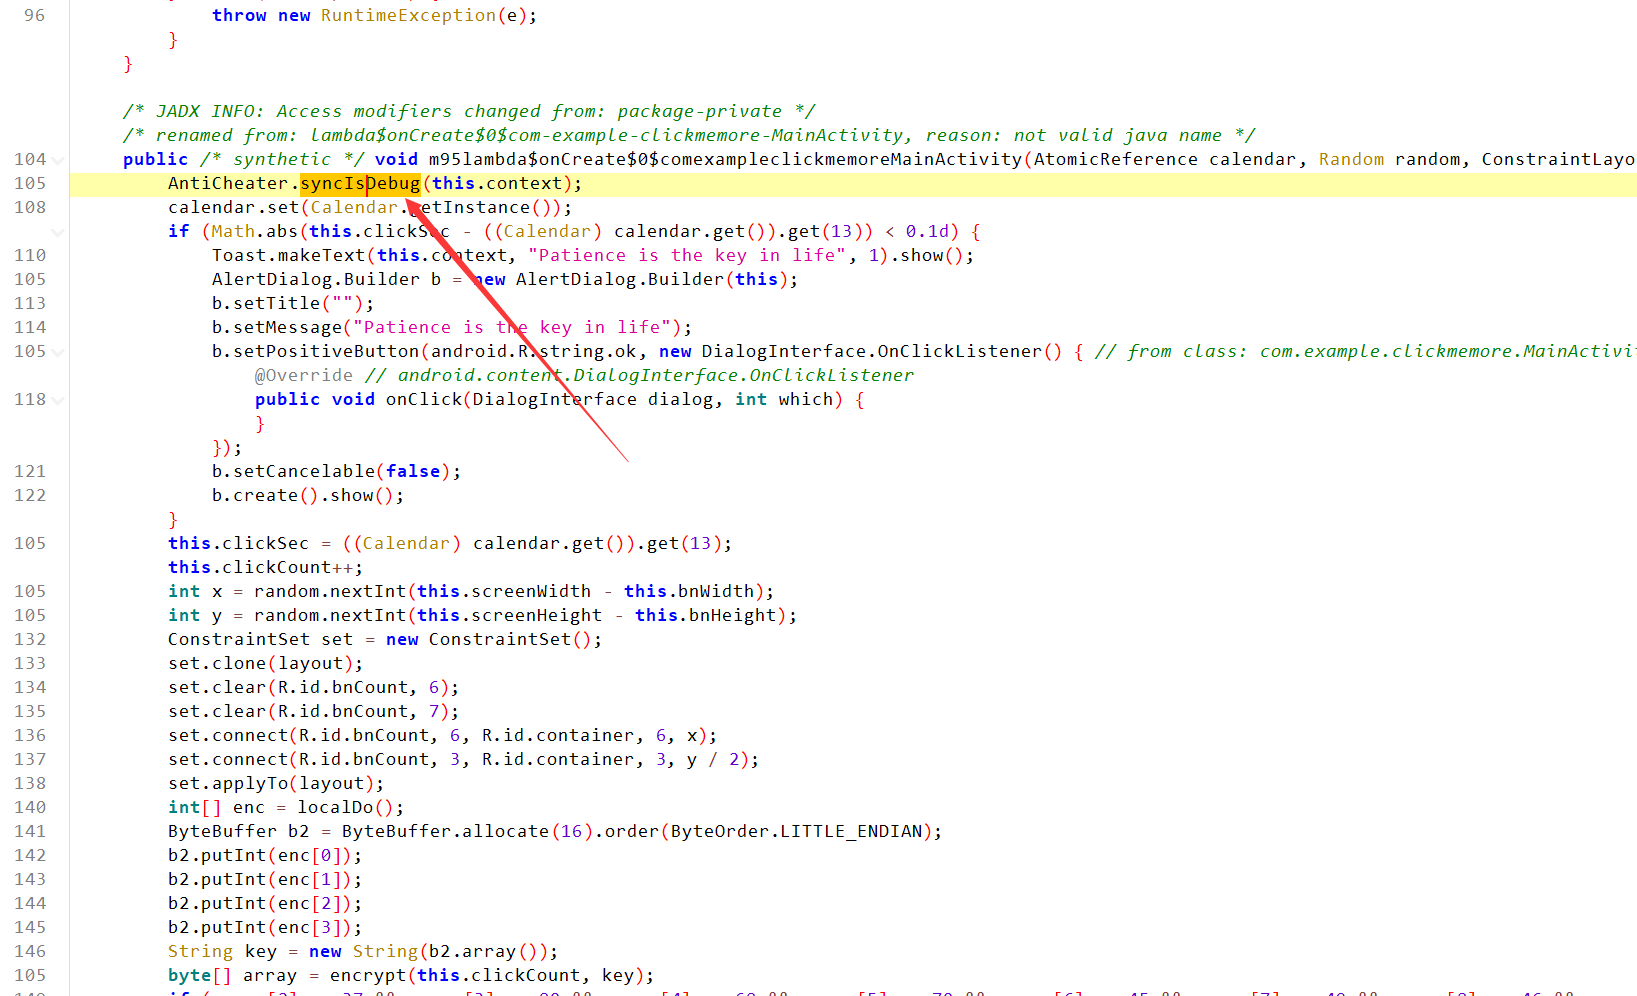 96 throw new RuntimeException(e);
}
}
/* JADX INFO: Access modifiers changed from: package-private */
/* renamed from: lambda$onCreate$0$com-example-clickmemore-MainActivity, reason: not valid java name */
104 public /* synthetic */ void m95lambda$onCreate$0$comexampleclickmemoreMainActivity(AtomicReference calendar, Random random, ConstraintLayo
105 AntiCheater.syncIsDebug(this.context);
108 calendar.set(Calendar.getInstance());
if (Math.abs(this.clickSec - ((Calendar) calendar.get()).get(13)) < 0.1d) {
110 Toast.makeText(this.context, "Patience is the key in life", 1).show();
105 AlertDialog.Builder b = new AlertDialog.Builder(this);
113 b.setTitle("");
114 b.setMessage("Patience is the key in life");
105 b.setPositiveButton(android.R.string.ok, new DialogInterface.OnClickListener() { // from class: com.example.clickmemore.MainActivi
@Override // android.content.DialogInterface.OnClickListener
118 public void onClick(DialogInterface dialog, int which) {
}
});
121 b.setCancelable(false);
122 b.create().show();
}
105 this.clickSec = ((Calendar) calendar.get()).get(13);
this.clickCount++;
105 int x = random.nextInt(this.screenWidth - this.bnWidth);
105 int y = random.nextInt(this.screenHeight - this.bnHeight);
132 ConstraintSet set = new ConstraintSet();
133 set.clone(layout);
134 set.clear(R.id.bnCount, 6);
135 set.clear(R.id.bnCount, 7);
136 set.connect(R.id.bnCount, 6, R.id.container, 6, x);
137 set.connect(R.id.bnCount, 3, R.id.container, 3, y / 2);
138 set.applyTo(layout);
140 int[] enc = localDo();
141 ByteBuffer b2 = ByteBuffer.allocate(16).order(ByteOrder.LITTLE_ENDIAN);
142 b2.putInt(enc[0]);
143 b2.putInt(enc[1]);
144 b2.putInt(enc[2]);
145 b2.putInt(enc[3]);
146 String key = new String(b2.array());
105 byte[] array = encrypt(this.clickCount, key);